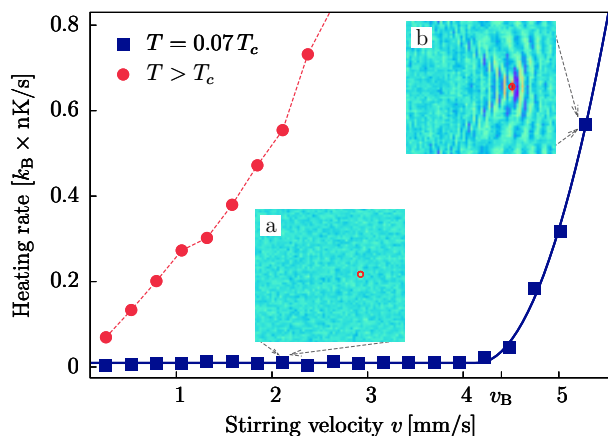 0.8
0.6
0.4
0.2
0
Heating rate [k_B × nK/s]
T = 0.07 T_c
T > T_c
b
a
1 2 3 4 v_B 5
Stirring velocity v [mm/s]